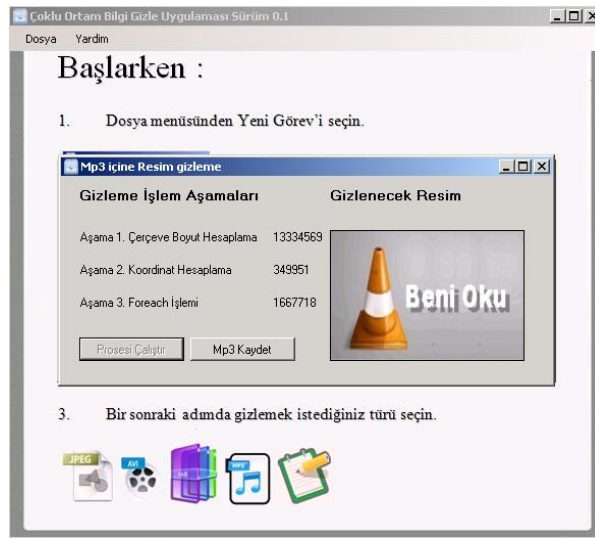 Çoklu Ortam Bilgi Gizle Uygulaması Sürüm 0.1
Dosya Yardim
Başlarken :
1. Dosya menüsünden Yeni Görev'i seçin.
Mp3 içine Resim gizleme
Gizleme İşlem Aşamaları
Gizlenecek Resim
Aşama 1. Çerçeve Boyut Hesaplama 13334569
Aşama 2. Koordinat Hesaplama 349951
Aşama 3. Foreach İşlemi 1667718
Beni Oku
Prosesi Çalıştır
Mp3 Kaydet
3. Bir sonraki adımda gizlemek istediğiniz türü seçin.
JPEG
AVI
MP3